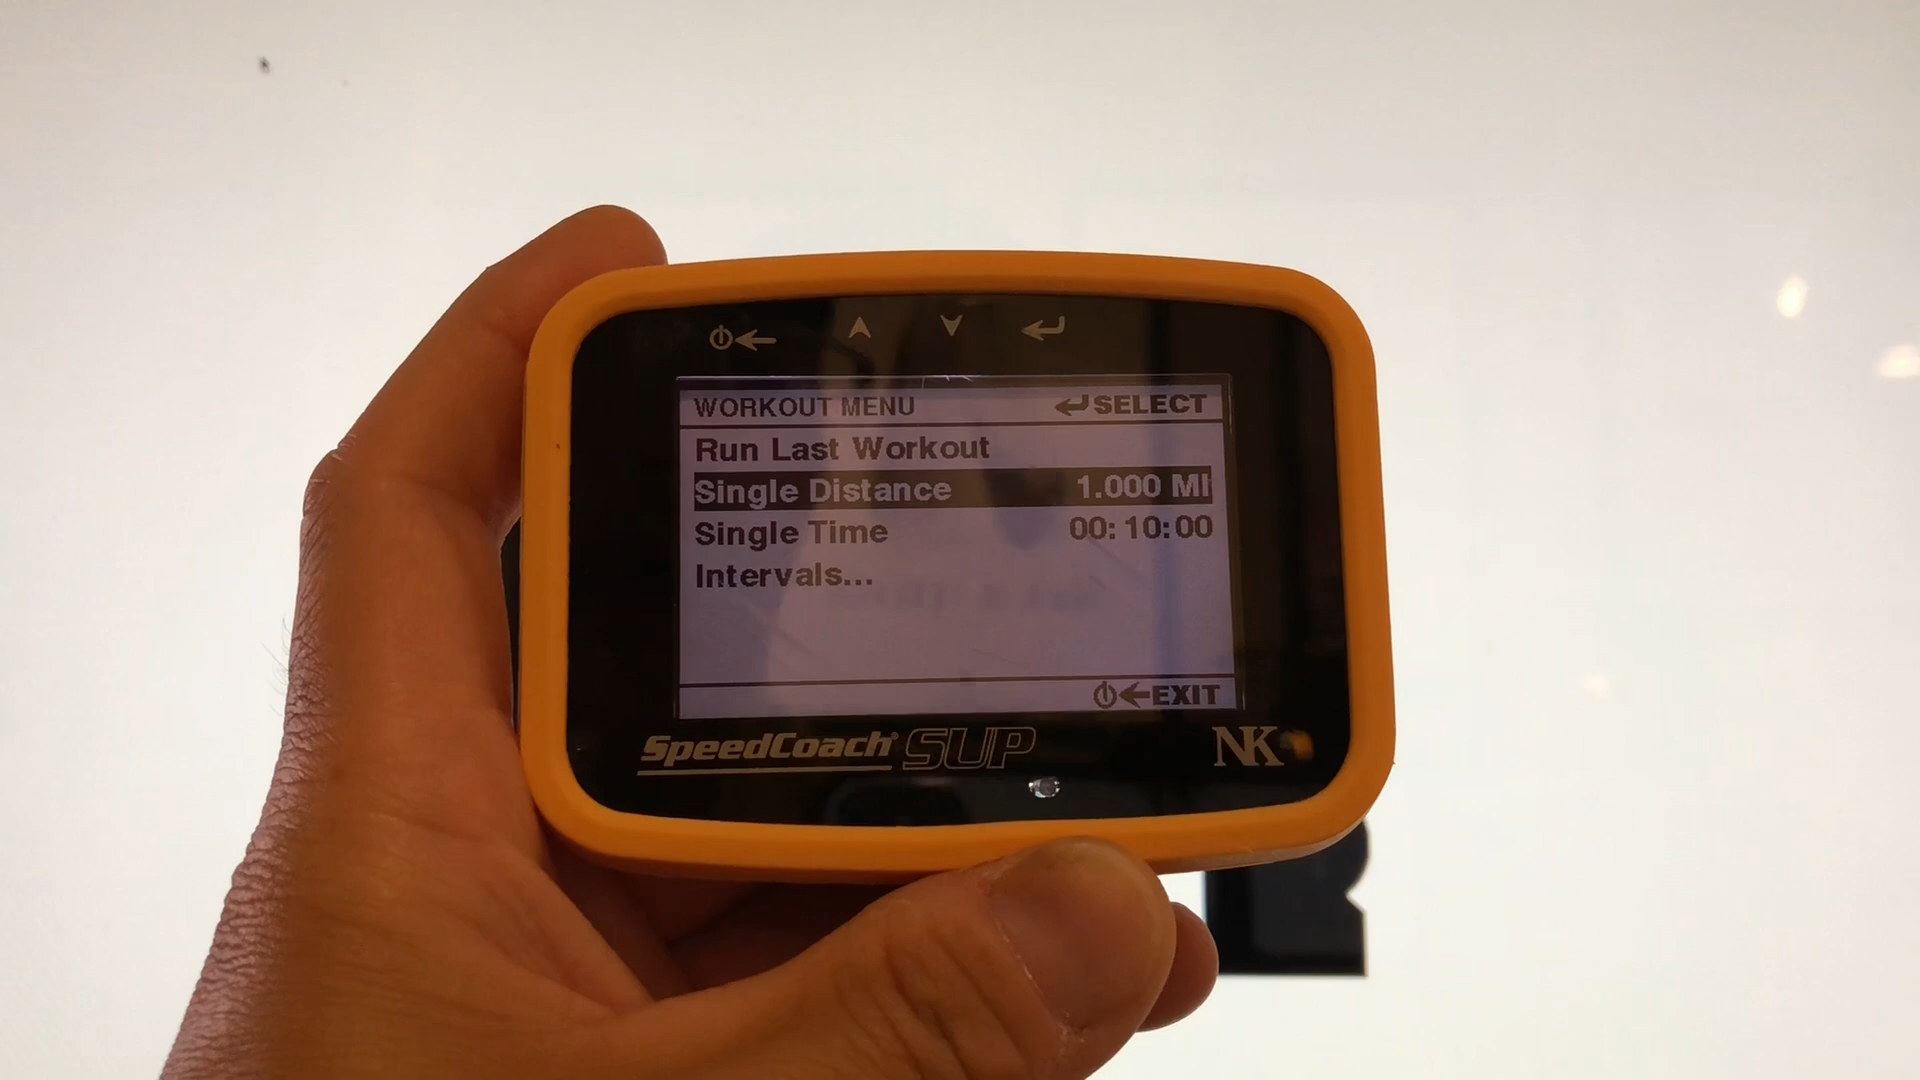 WORKOUT MENU SELECT
Run Last Workout
Single Distance 1.000 MI
Single Time 00:10:00
Intervals...
EXIT
SpeedCoach® SUP NK